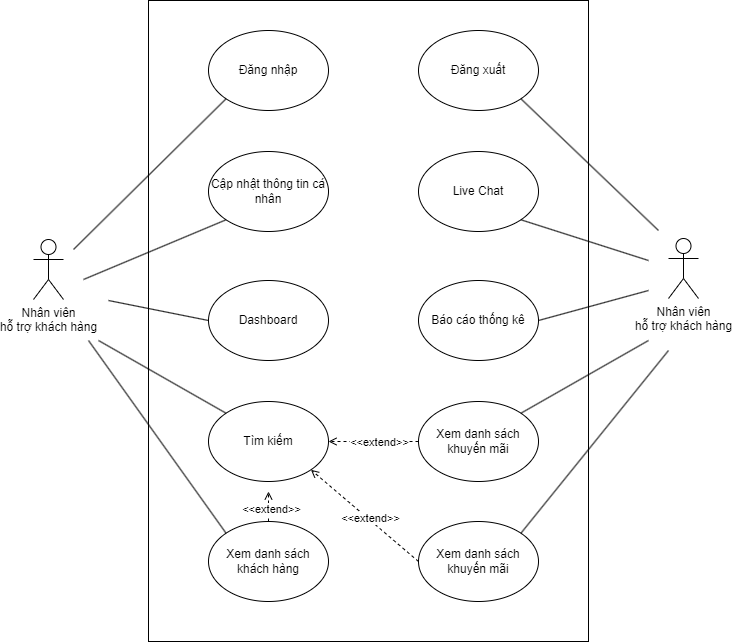 Đăng nhập
Đăng xuất
Cập nhật thông tin cá
nhân
Live Chat
Nhân viên
hỗ trợ khách hàng
Nhân viên
hỗ trợ khách hàng
Dashboard
Báo cáo thống kê
Tìm kiếm
<<extend>>
Xem danh sách
khuyến mãi
<<extend>>
<<extend>>
Xem danh sách
khách hàng
Xem danh sách
khuyến mãi